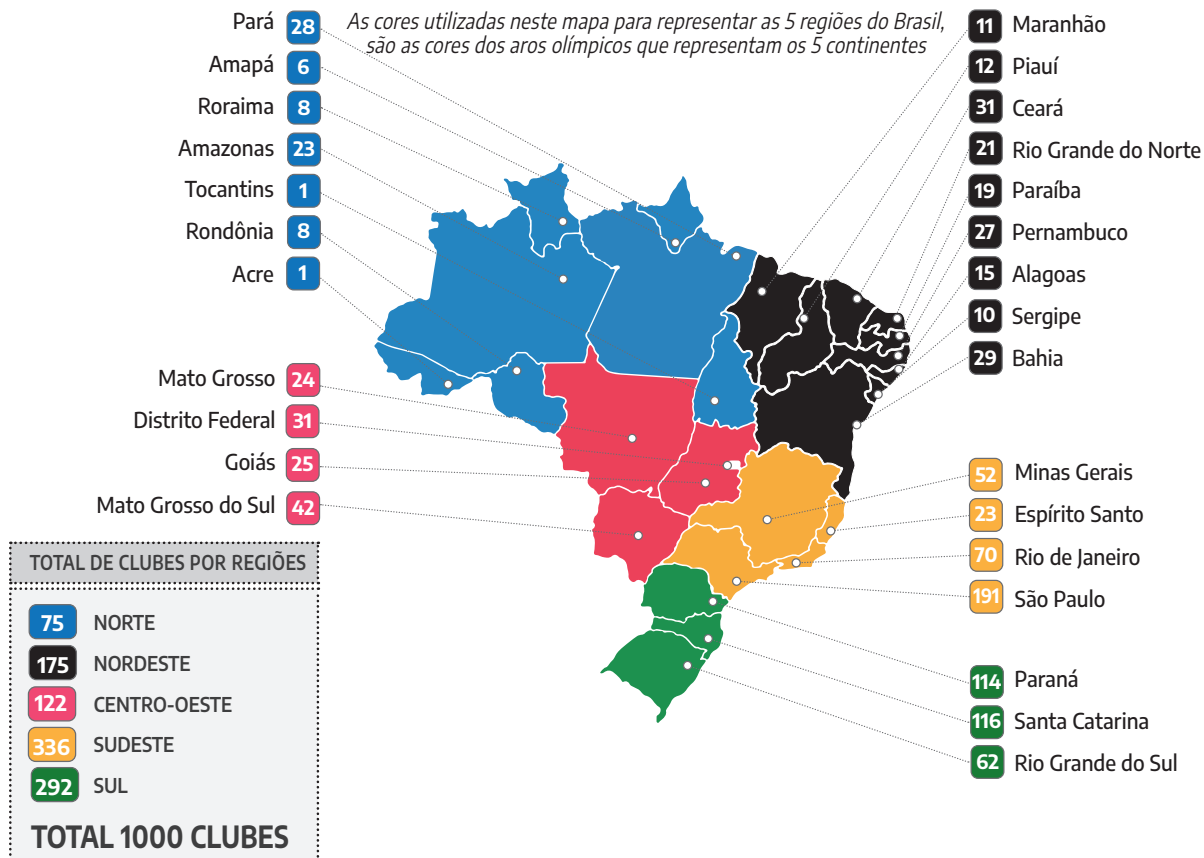 As cores utilizadas neste mapa para representar as 5 regiões do Brasil,
são as cores dos aros olímpicos que representam os 5 continentes
Pará 28
Amapá 6
Roraima 8
Amazonas 23
Tocantins 1
Rondônia 8
Acre 1
Mato Grosso 24
Distrito Federal 31
Goiás 25
Mato Grosso do Sul 42
11 Maranhão
12 Piauí
31 Ceará
21 Rio Grande do Norte
19 Paraíba
27 Pernambuco
15 Alagoas
10 Sergipe
29 Bahia
52 Minas Gerais
23 Espírito Santo
70 Rio de Janeiro
191 São Paulo
114 Paraná
116 Santa Catarina
62 Rio Grande do Sul
TOTAL DE CLUBES POR REGIÕES
75 NORTE
175 NORDESTE
122 CENTRO-OESTE
336 SUDESTE
292 SUL
TOTAL 1000 CLUBES